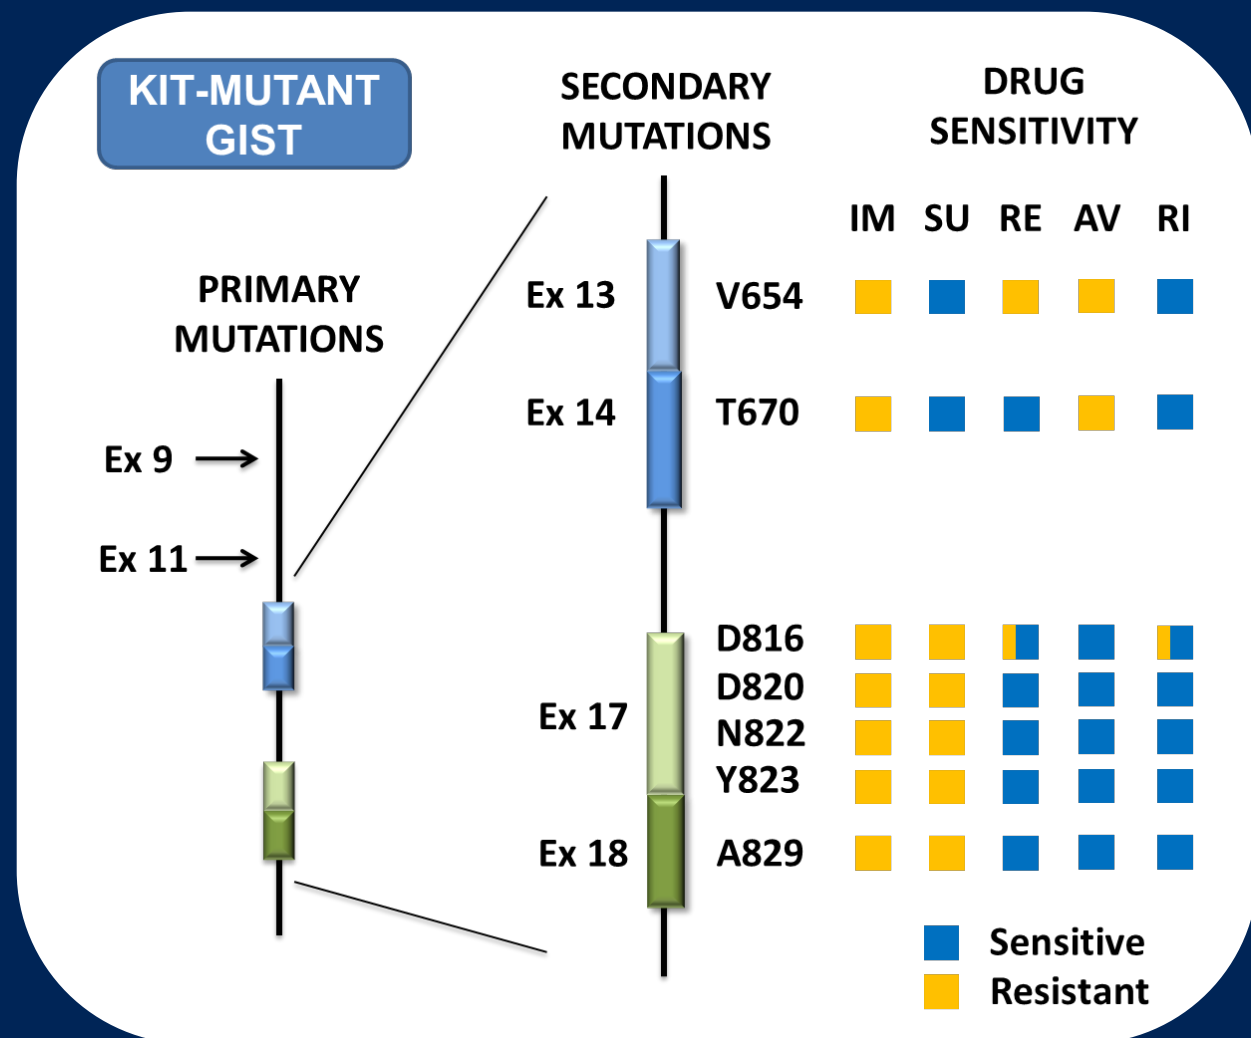 KIT-MUTANT
GIST
PRIMARY
MUTATIONS
Ex 9
Ex 11
SECONDARY
MUTATIONS
DRUG
SENSITIVITY
IM SU RE AV RI
Ex 13 V654
Ex 14 T670
D816
D820
Ex 17
N822
Y823
Ex 18 A829
Sensitive
Resistant